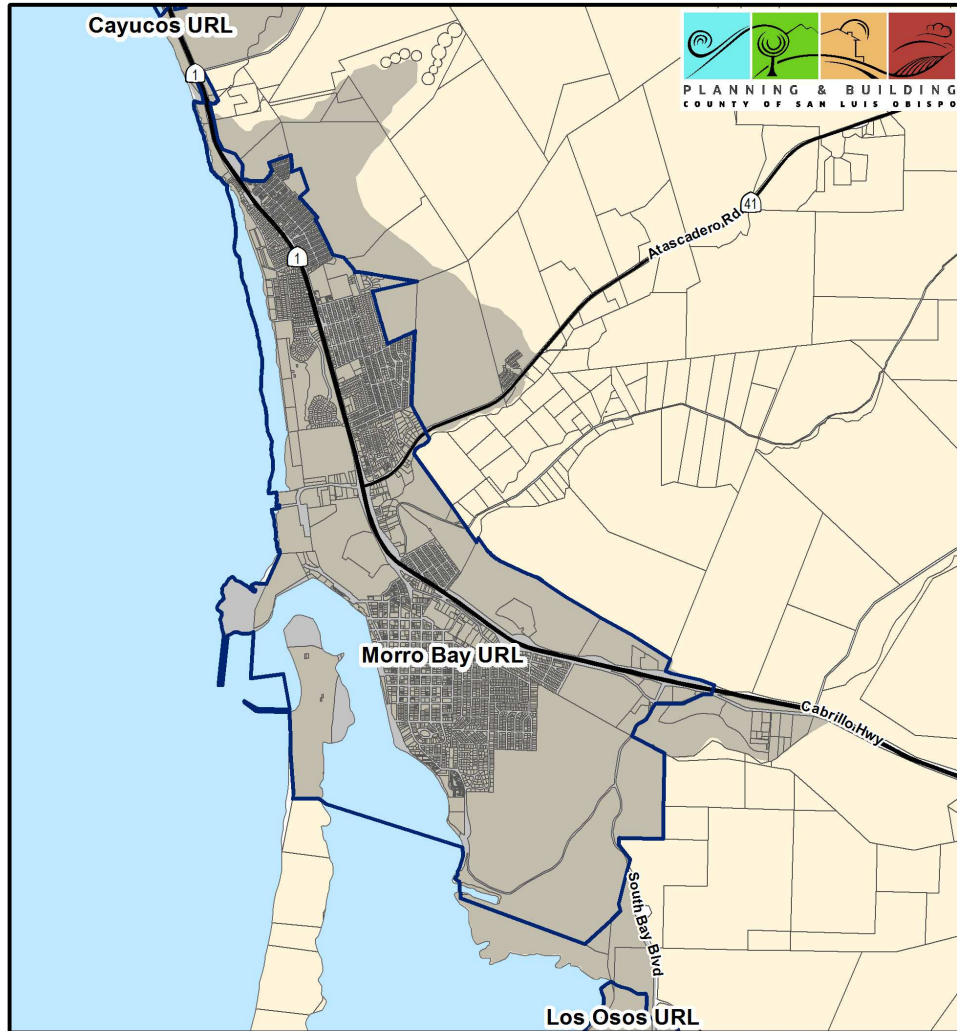 Cayucos URL
PLANNING & BUILDING
COUNTY OF SAN LUIS OBISPO
1
41
Atascadero Rd
1
Morro Bay URL
Cabrillo Hwy
South Bay Blvd
Los Osos URL